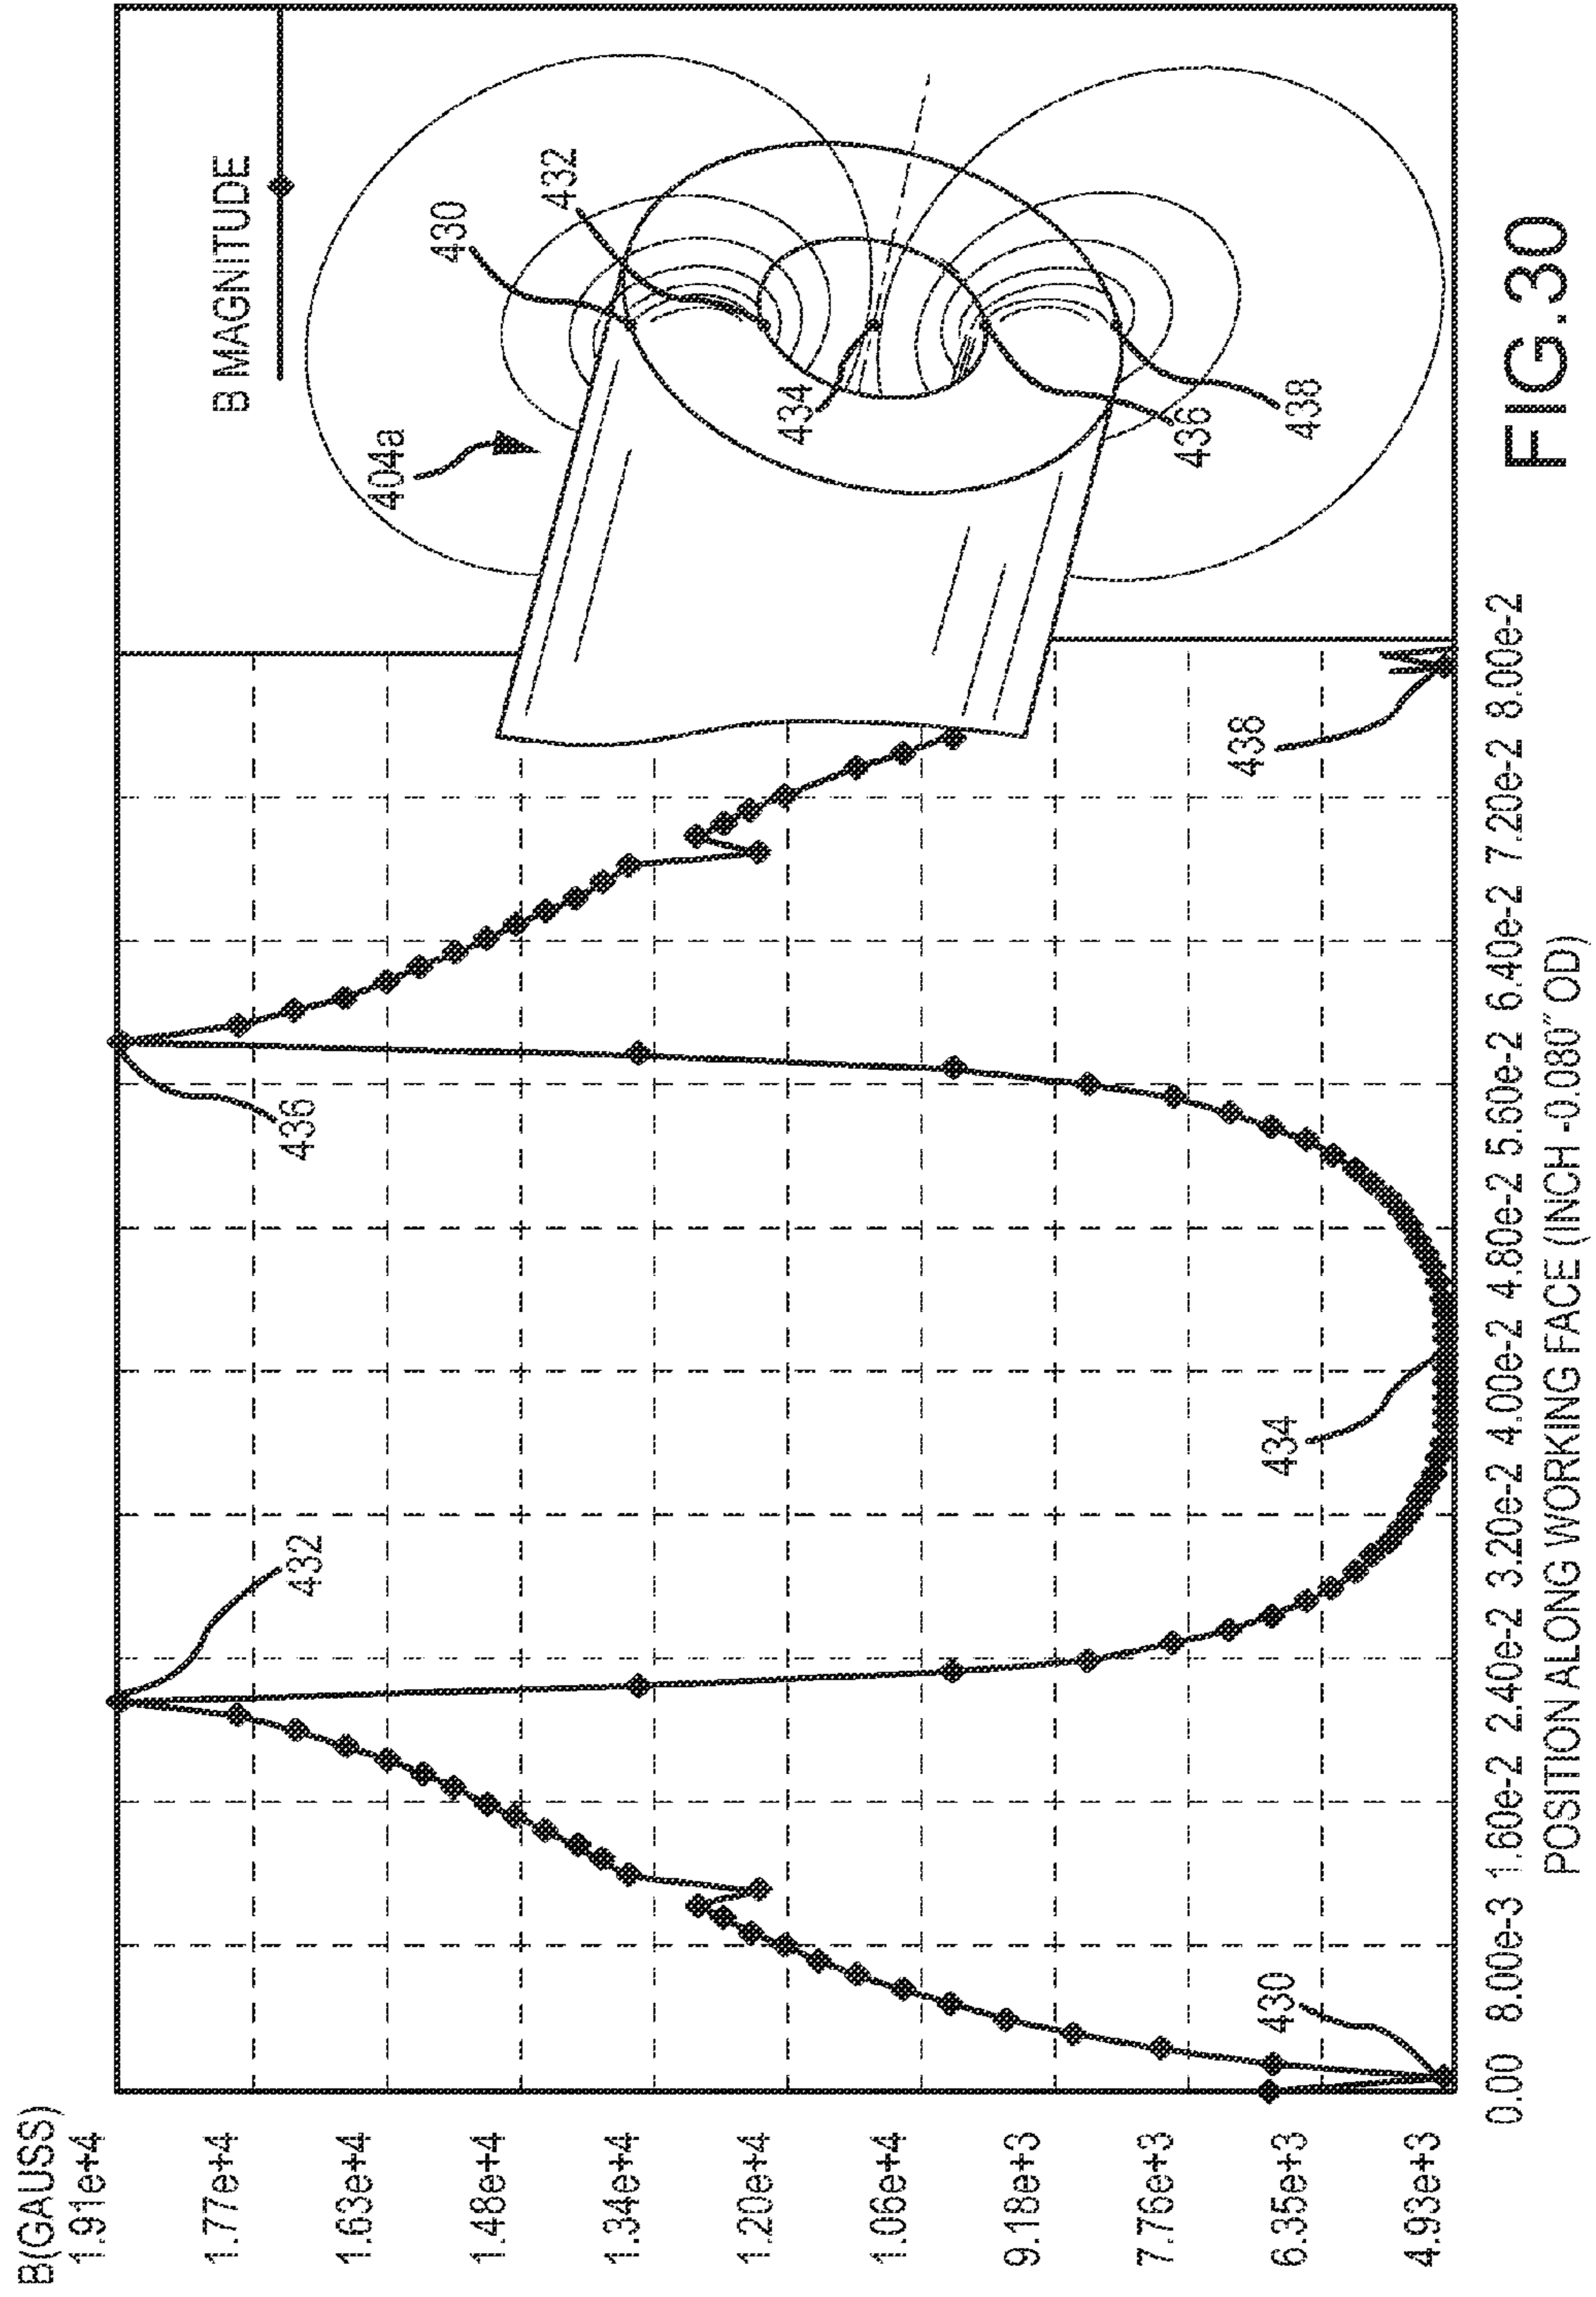 B(GAUSS)
1.91e+4
1.77e+4
1.63e+4
1.48e+4
1.34e+4
1.20e+4
1.06e+4
9.18e+3
7.76e+3
6.35e+3
4.93e+3
0.00 8.00e-3 1.60e-2 2.40e-2 3.20e-2 4.00e-2 4.80e-2 5.60e-2 6.40e-2 7.20e-2 8.00e-2
POSITION ALONG WORKING FACE (INCH -0.080" OD)
430
432
434
436
438
B MAGNITUDE
404a
430
432
434
436
438
FIG.30